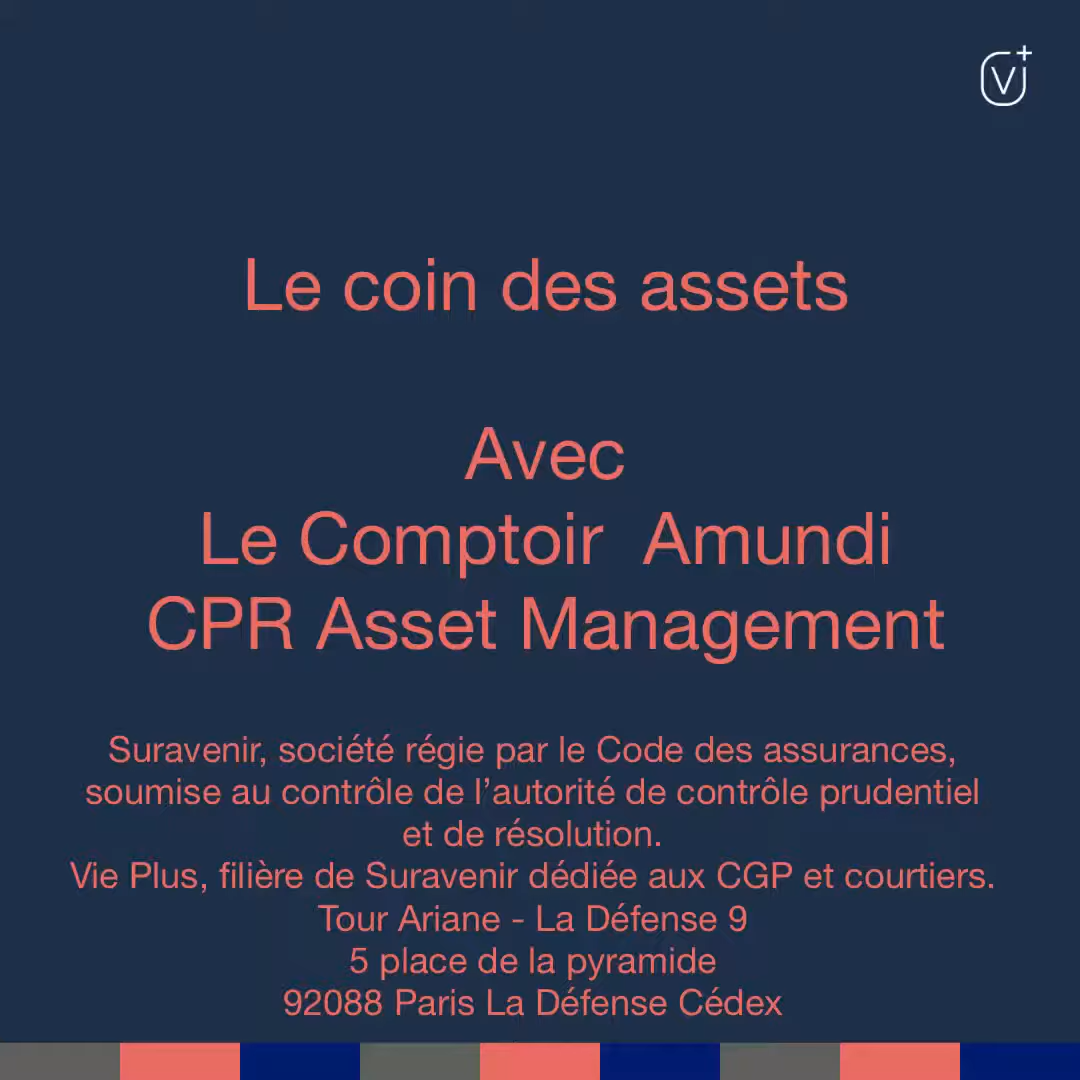 V+
Le coin des assets
Avec
Le Comptoir  Amundi
CPR Asset Management
Suravenir, société régie par le Code des assurances,
soumise au contrôle de l’autorité de contrôle prudentiel
et de résolution.
Vie Plus, filière de Suravenir dédiée aux CGP et courtiers.
Tour Ariane - La Défense 9
5 place de la pyramide
92088 Paris La Défense Cédex